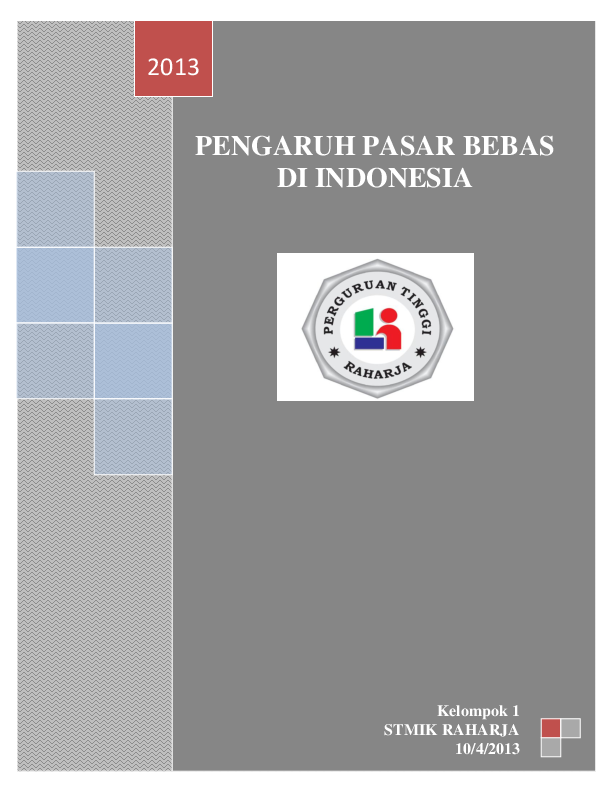 2013
PENGARUH PASAR BEBAS
DI INDONESIA
PERGURUAN TINGGI
RAHARJA
Kelompok 1
STMIK RAHARJA
10/4/2013